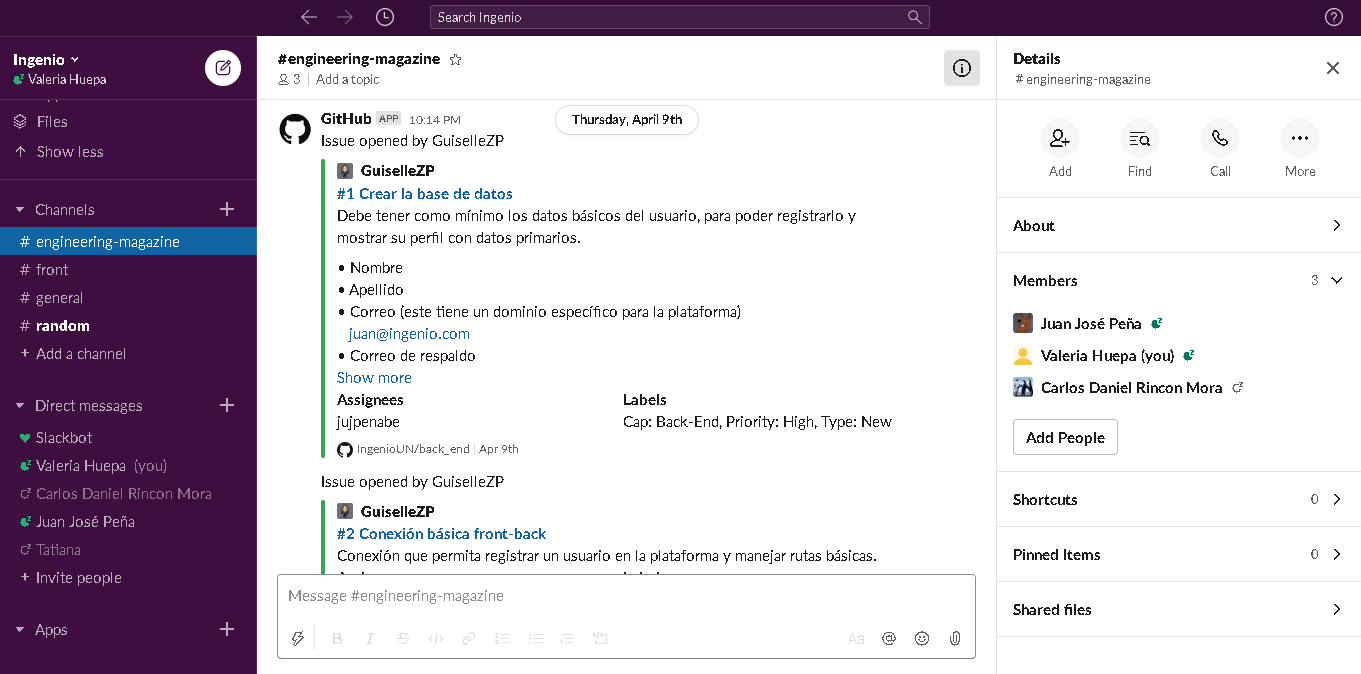 Search Ingenio
Ingenio
Valeria Huepa
Files
Show less
Channels
# engineering-magazine
# front
# general
# random
+ Add a channel
Direct messages
Slackbot
Valeria Huepa (you)
Carlos Daniel Rincon Mora
Juan José Peña
Tatiana
+ Invite people
Apps
#engineering-magazine
3 | Add a topic
Thursday, April 9th
GitHub APP 10:14 PM
Issue opened by GuiselleZP
GuiselleZP
#1 Crear la base de datos
Debe tener como mínimo los datos básicos del usuario, para poder registrarlo y
mostrar su perfil con datos primarios.
• Nombre
• Apellido
• Correo (este tiene un dominio específico para la plataforma)
juan@ingenio.com
• Correo de respaldo
Show more
Assignees Labels
jujpenabe Cap: Back-End, Priority: High, Type: New
IngenioUN/back_end | Apr 9th
Issue opened by GuiselleZP
GuiselleZP
#2 Conexión básica front-back
Conexión que permita registrar un usuario en la plataforma y manejar rutas básicas.
Message #engineering-magazine
B I S </> Aa @
Details
# engineering-magazine
Add Find Call More
About
Members 3
Juan José Peña
Valeria Huepa (you)
Carlos Daniel Rincon Mora
Add People
Shortcuts 0
Pinned Items 0
Shared files